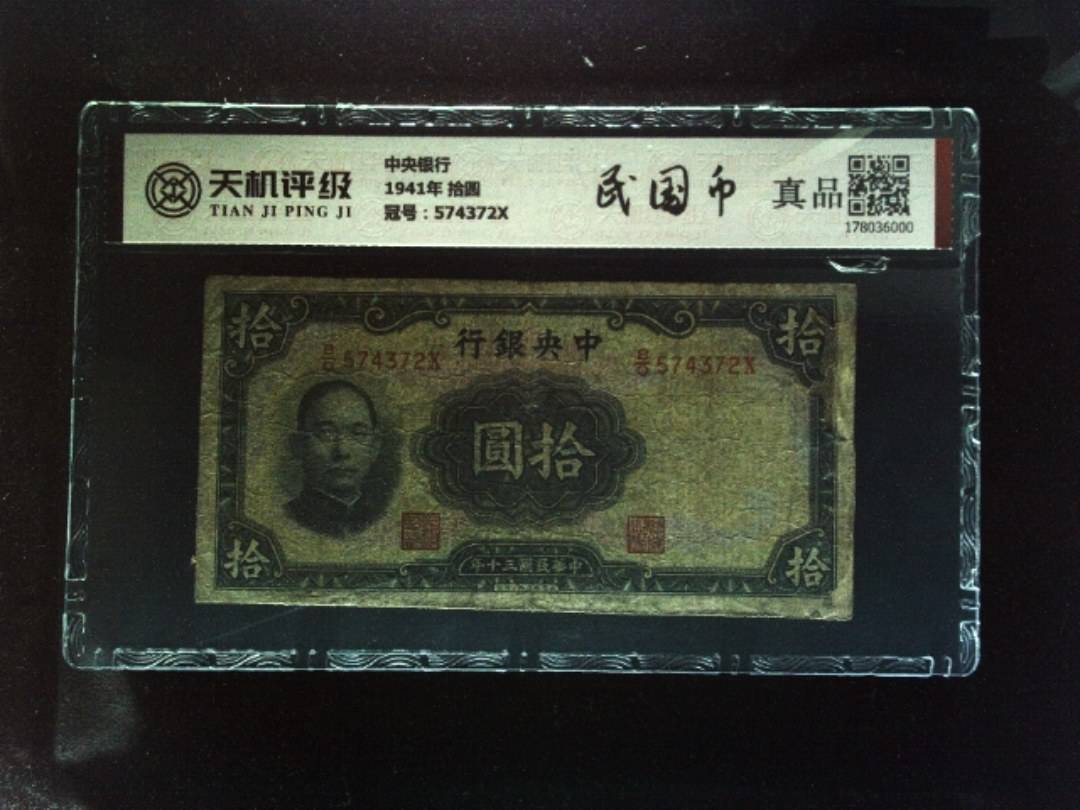 天机评级
TIAN JI PING JI
中央银行
1941年 拾圆
冠号：574372X
民国币
真品
178036000
拾
拾
行銀央中
574372X
574372X
圓拾
年十三國民華中
拾
拾